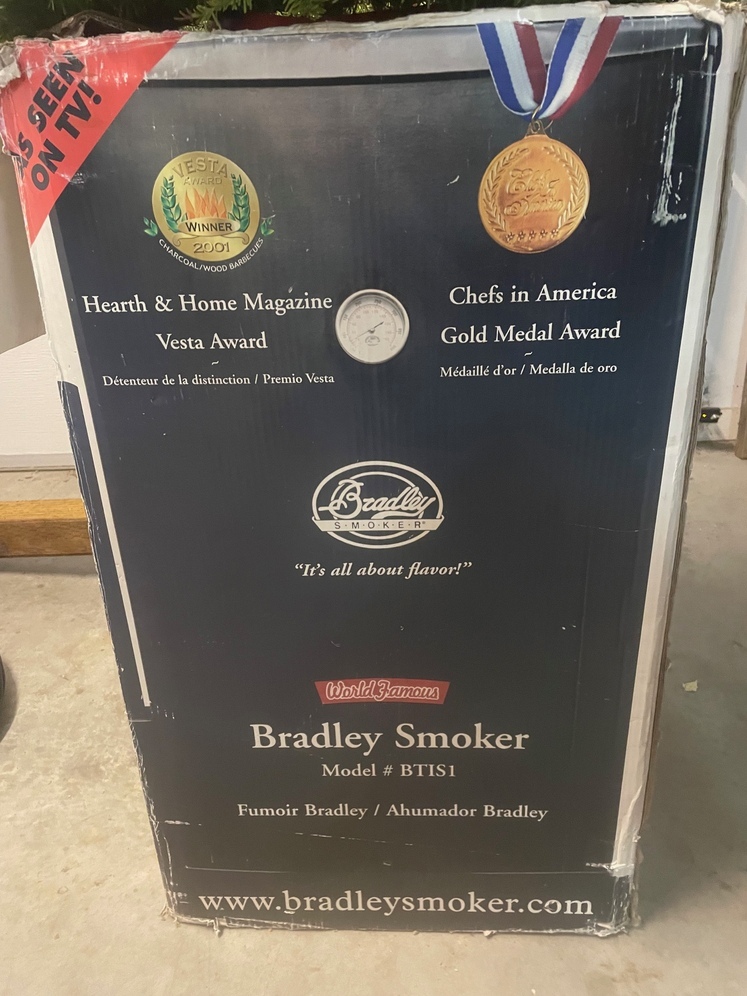 AS SEEN
ON TV!
VESTA
AWARD
WINNER
2001
CHARCOAL/WOOD BARBECUES
Hearth & Home Magazine
Vesta Award
~
Détenteur de la distinction / Premio Vesta
Chefs in America
Gold Medal Award
~
Médaillé d'or / Medalla de oro
Bradley
S·M·O·K·E·R®
“It's all about flavor!”
World Famous
Bradley Smoker
Model # BTIS1
Fumoir Bradley / Ahumador Bradley
www.bradleysmoker.com